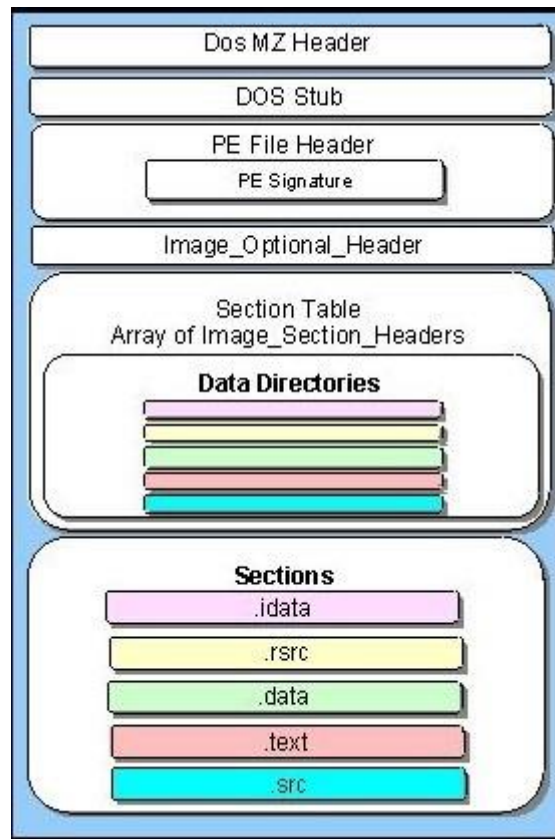 Dos MZ Header
DOS Stub
PE File Header
PE Signature
Image_Optional_Header
Section Table
Array of Image_Section_Headers
Data Directories
Sections
.idata
.rsrc
.data
.text
.src